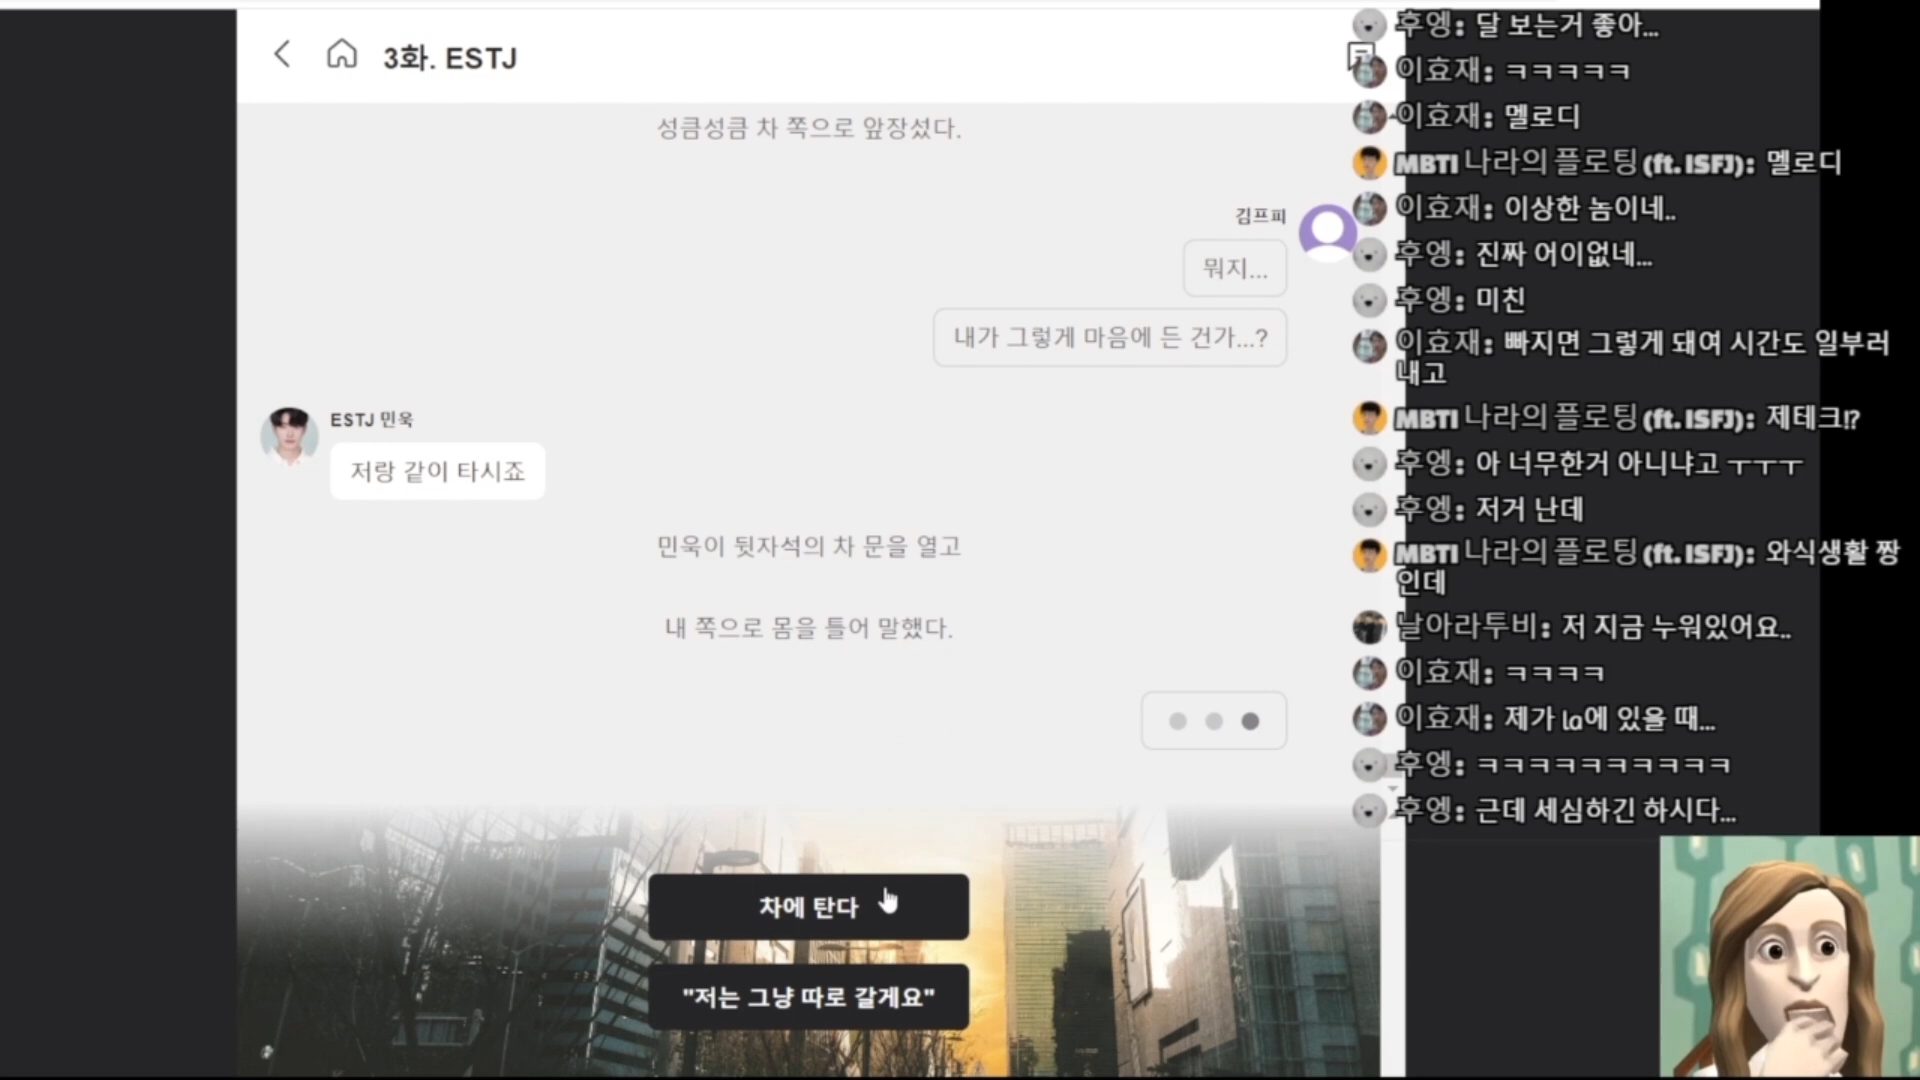 3화. ESTJ
성큼성큼 차 쪽으로 앞장섰다.
김프피
뭐지...
내가 그렇게 마음에 든 건가...?
ESTJ 민욱
저랑 같이 타시죠
민욱이 뒷자석의 차 문을 열고
내 쪽으로 몸을 틀어 말했다.
차에 탄다
"저는 그냥 따로 갈게요"
후엥: 달 보는거 좋아...
이효재: ㅋㅋㅋㅋㅋ
이효재: 멜로디
MBTI 나라의 플로팅 (ft. ISFJ): 멜로디
이효재: 이상한 놈이네..
후엥: 진짜 어이없네...
후엥: 미친
이효재: 빠지면 그렇게 돼여 시간도 일부러
내고
MBTI 나라의 플로팅 (ft. ISFJ): 제테크!?
후엥: 아 너무한거 아니냐고 ㅜㅜㅜ
후엥: 저거 난데
MBTI 나라의 플로팅 (ft. ISFJ): 와식생활 짱
인데
날아라투비: 저 지금 누워있어요..
이효재: ㅋㅋㅋㅋ
이효재: 제가 la에 있을 때...
후엥: ㅋㅋㅋㅋㅋㅋㅋㅋㅋㅋ
후엥: 근데 세심하긴 하시다...